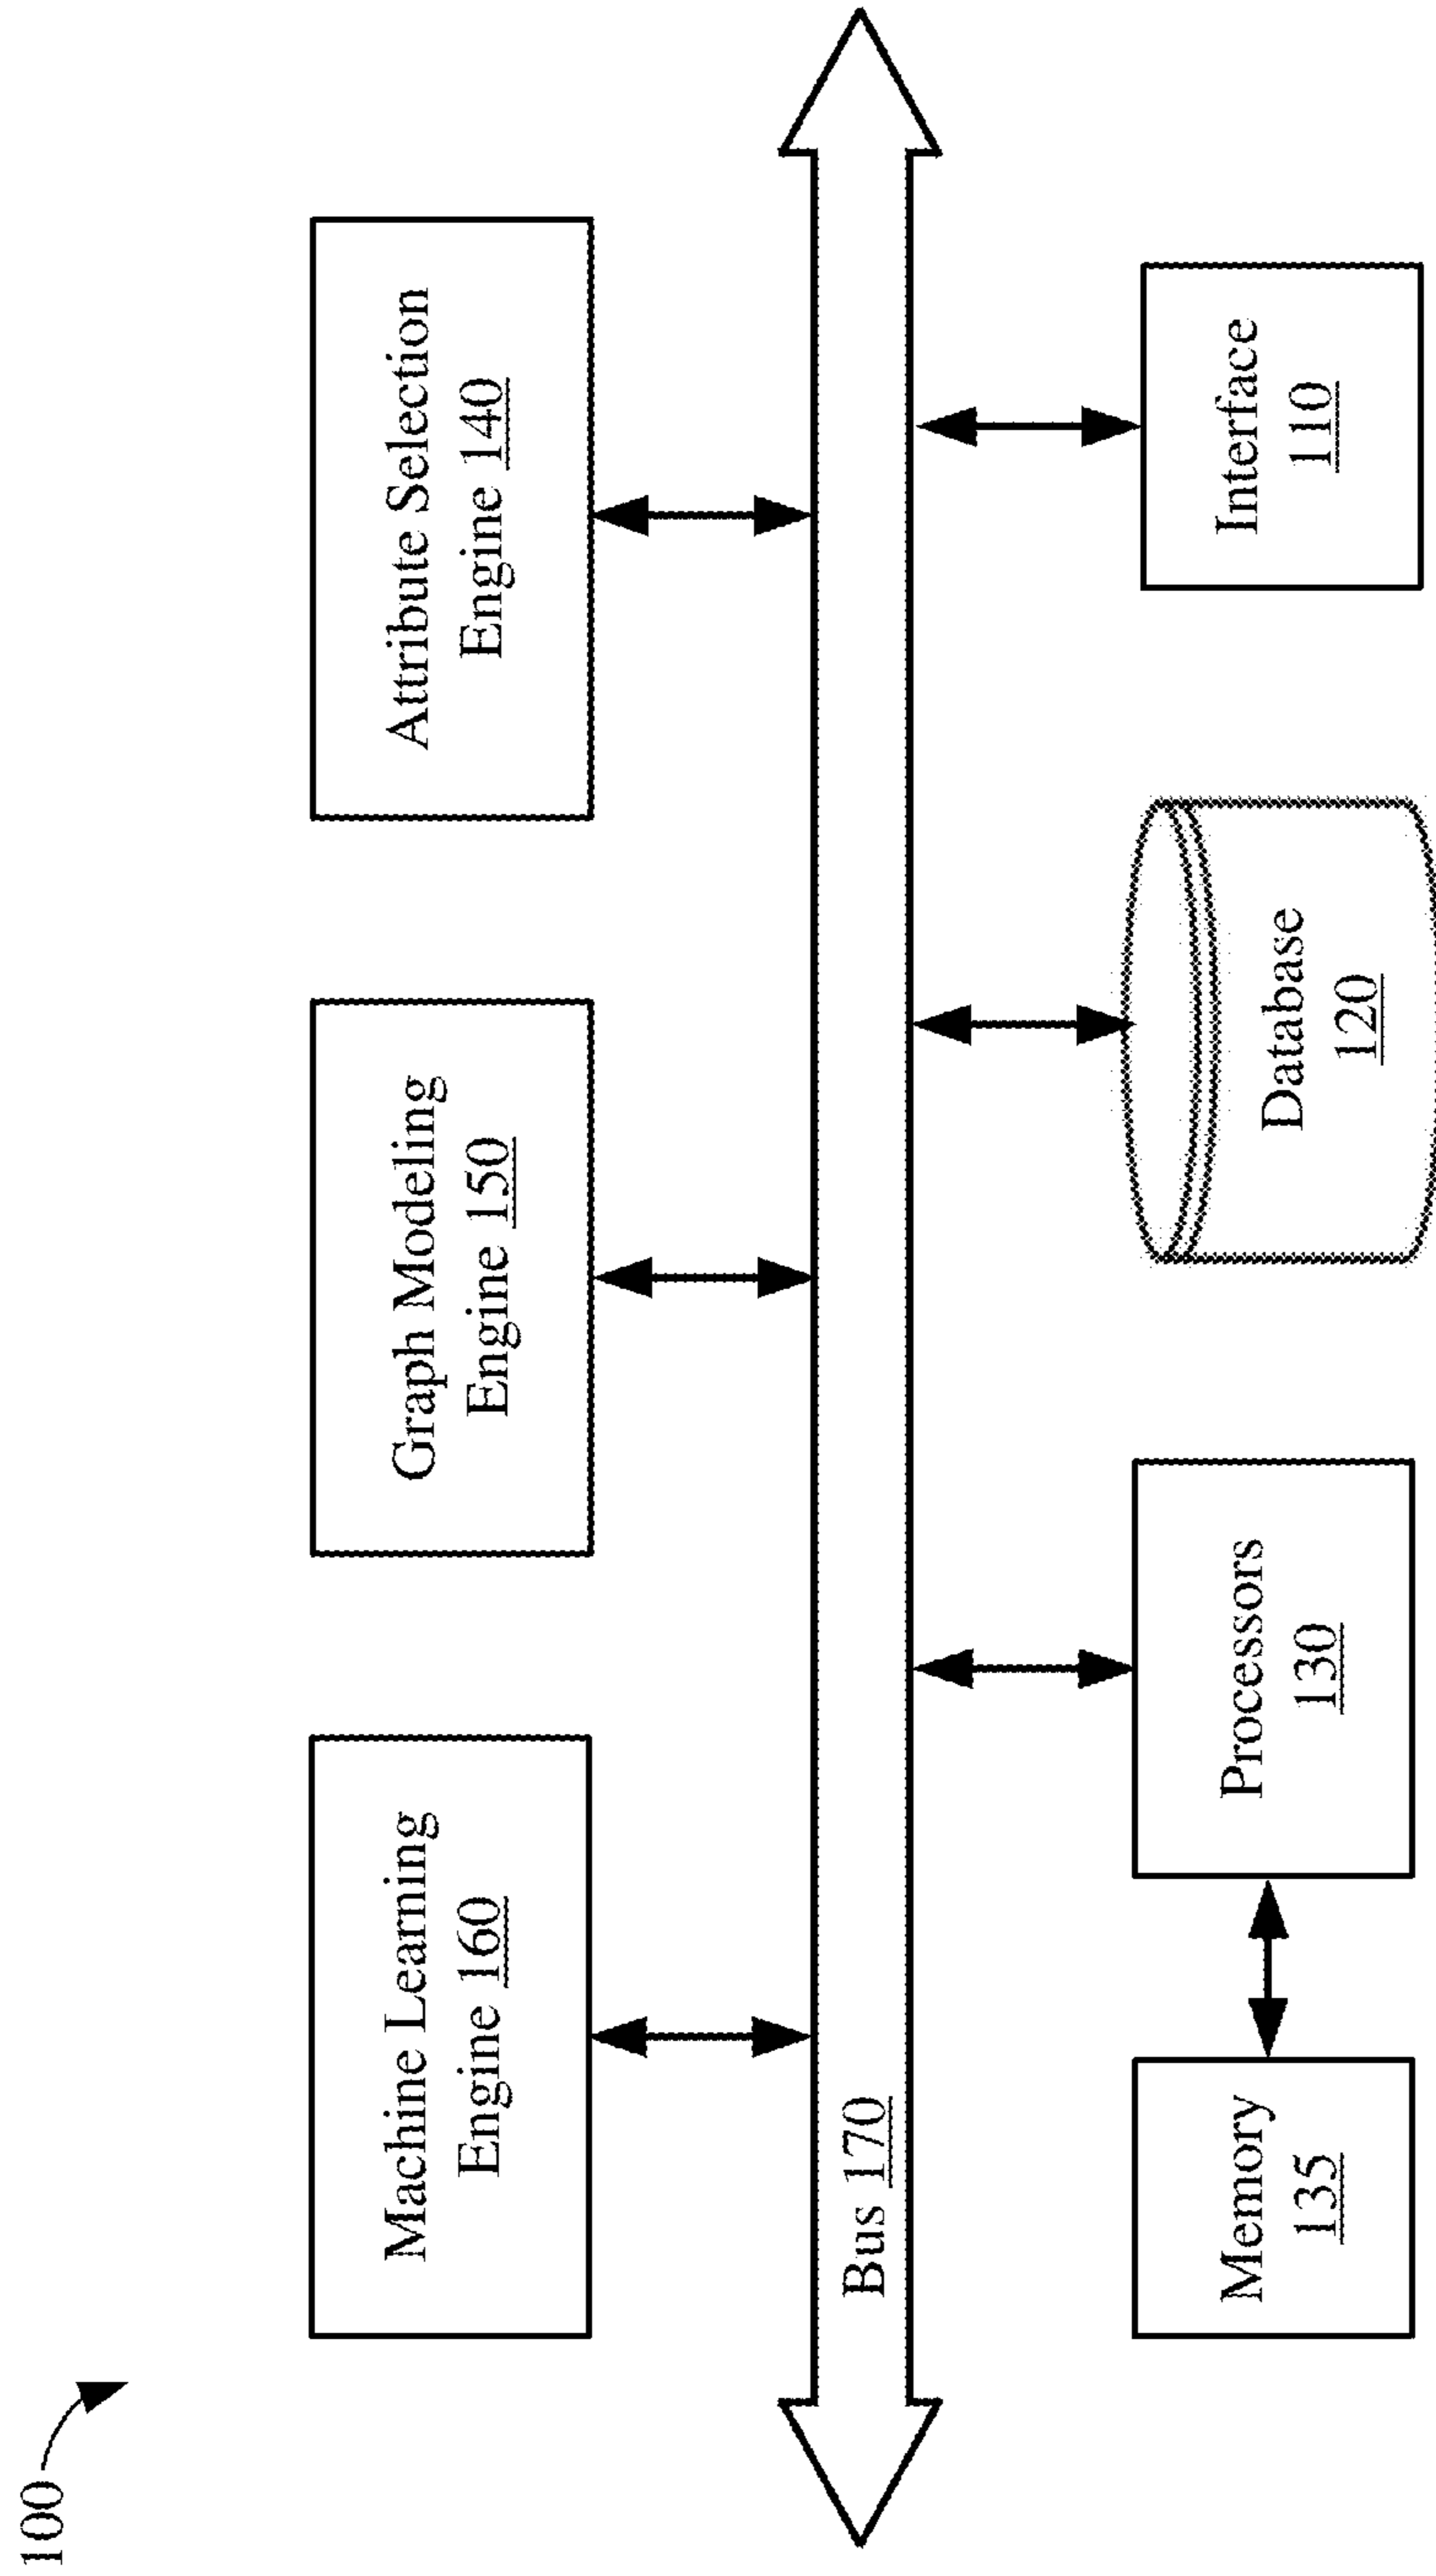 100
Machine Learning
Engine 160
Graph Modeling
Engine 150
Attribute Selection
Engine 140
Bus 170
Memory
135
Processors
130
Database
120
Interface
110